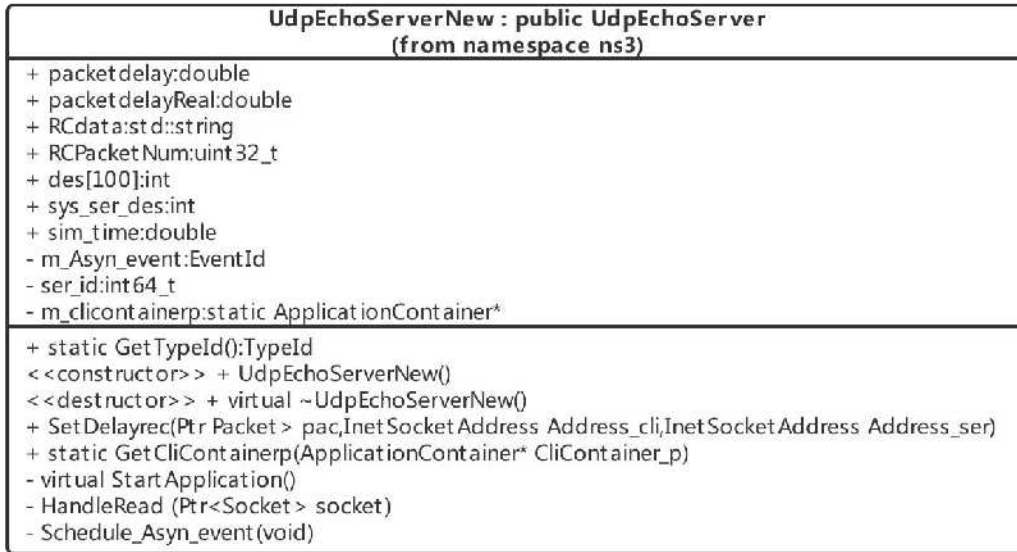 UdpEchoServerNew : public UdpEchoServer
(from namespace ns3)
+ packetdelay:double
+ packetdelayReal:double
+ RCdata:std::string
+ RCPacketNum:uint32_t
+ des[100]:int
+ sys_ser_des:int
+ sim_time:double
- m_Asyn_event:EventId
- ser_id:int64_t
- m_clicontainerp:static ApplicationContainer*
+ static GetTypeId():TypeId
<<constructor>> + UdpEchoServerNew()
<<destructor>> + virtual ~UdpEchoServerNew()
+ SetDelayrec(Ptr Packet> pac,InetSocketAddress Address_cli,InetSocketAddress Address_ser)
+ static GetCliContainerp(ApplicationContainer* CliContainer_p)
- virtual StartApplication()
- HandleRead (Ptr<Socket> socket)
- Schedule_Asyn_event(void)